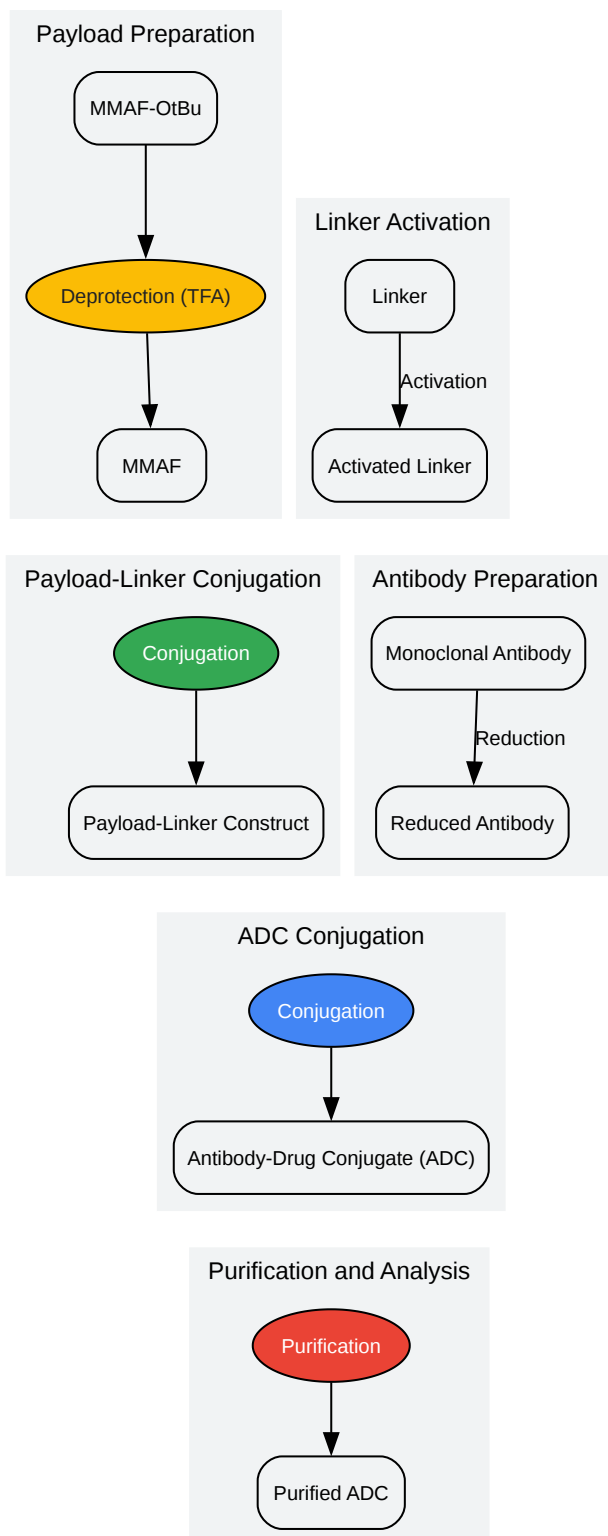 Payload Preparation
MMAF-OtBu
Deprotection (TFA)
MMAF
Linker Activation
Linker
Activation
Activated Linker
Payload-Linker Conjugation
Conjugation
Payload-Linker Construct
Antibody Preparation
Monoclonal Antibody
Reduction
Reduced Antibody
ADC Conjugation
Conjugation
Antibody-Drug Conjugate (ADC)
Purification and Analysis
Purification
Purified ADC